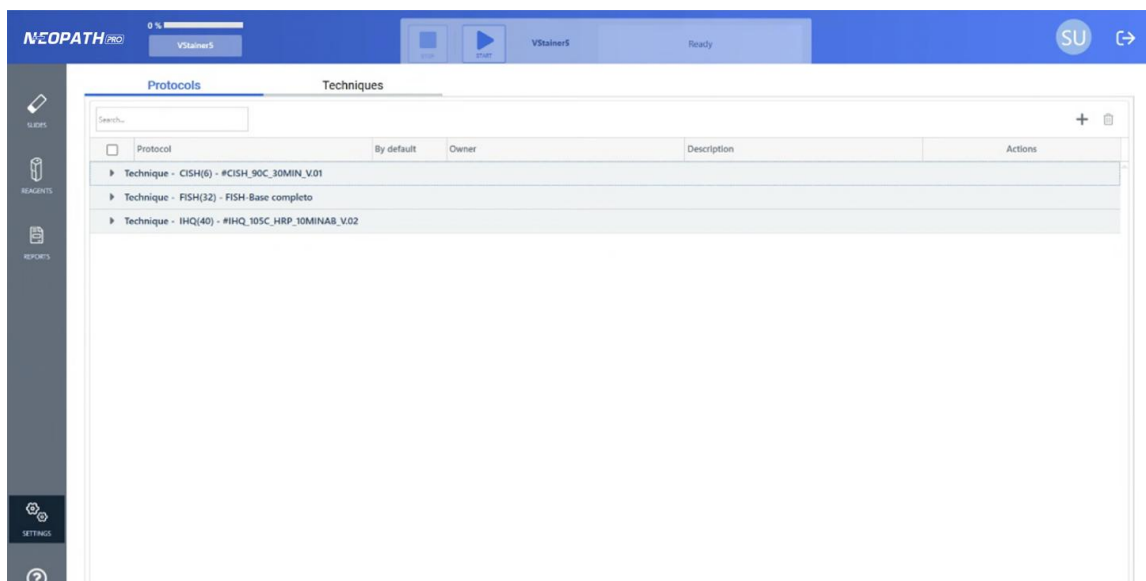 NEOPATH PRO
0 %
VStainer5
STOP
START
VStainer5
Ready
SU
SLIDES
REAGENTS
REPORTS
SETTINGS
Protocols
Techniques
Search...
Protocol
By default
Owner
Description
Actions
Technique - CISH(6) - #CISH_90C_30MIN_V.01
Technique - FISH(32) - FISH-Base completo
Technique - IHQ(40) - #IHQ_105C_HRP_10MINAB_V.02